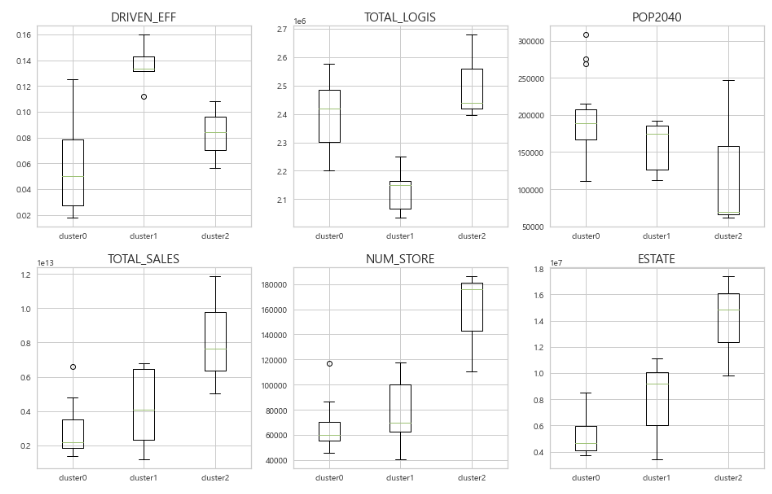 DRIVEN_EFF
0.16
0.14
0.12
0.10
0.08
0.06
0.04
0.02
cluster0 cluster1 cluster2
TOTAL_LOGIS
1e6
2.7
2.6
2.5
2.4
2.3
2.2
2.1
cluster0 cluster1 cluster2
POP2040
300000
250000
200000
150000
100000
50000
cluster0 cluster1 cluster2
TOTAL_SALES
1e13
1.2
1.0
0.8
0.6
0.4
0.2
cluster0 cluster1 cluster2
NUM_STORE
180000
160000
140000
120000
100000
80000
60000
40000
cluster0 cluster1 cluster2
ESTATE
1e7
1.8
1.6
1.4
1.2
1.0
0.8
0.6
0.4
cluster0 cluster1 cluster2